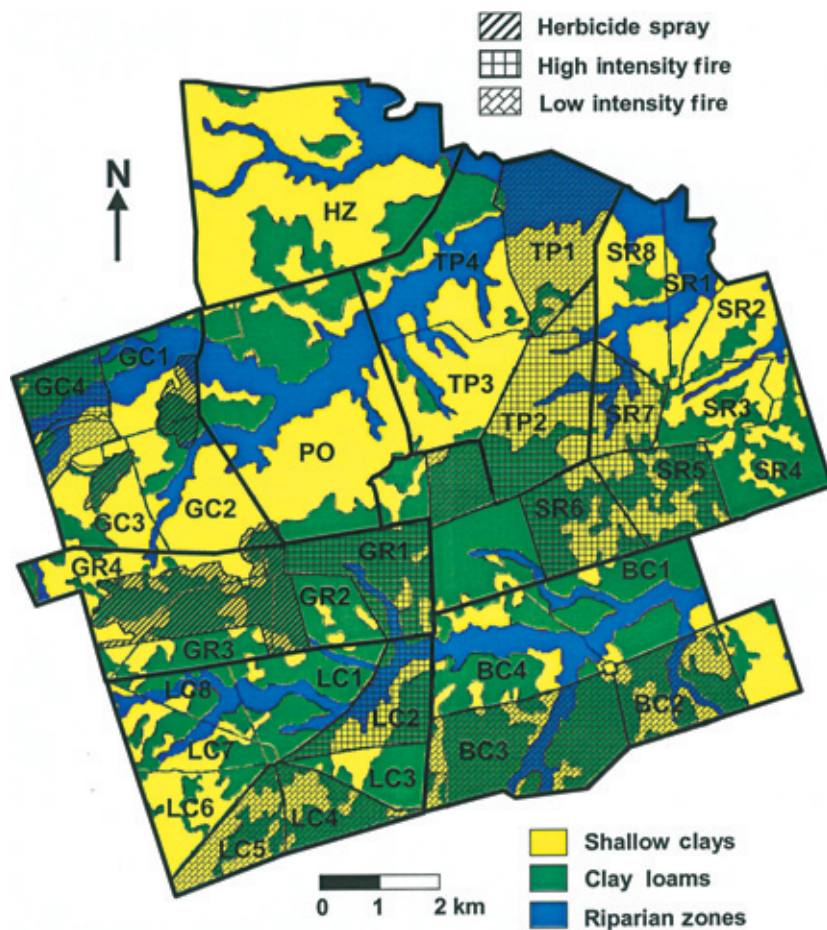 Herbicide spray
High intensity fire
Low intensity fire
N
HZ
TP4
TP1
SR8
SR1
SR2
GC1
GC4
TP3
TP2
SR7
SR3
PO
GC3
GC2
SR6
SR5
SR4
GR4
GR1
GR2
BC1
GR3
LC8
LC1
BC4
LC2
BC2
LC7
BC3
LC6
LC3
LC4
LC5
Shallow clays
Clay loams
Riparian zones
0 1 2 km